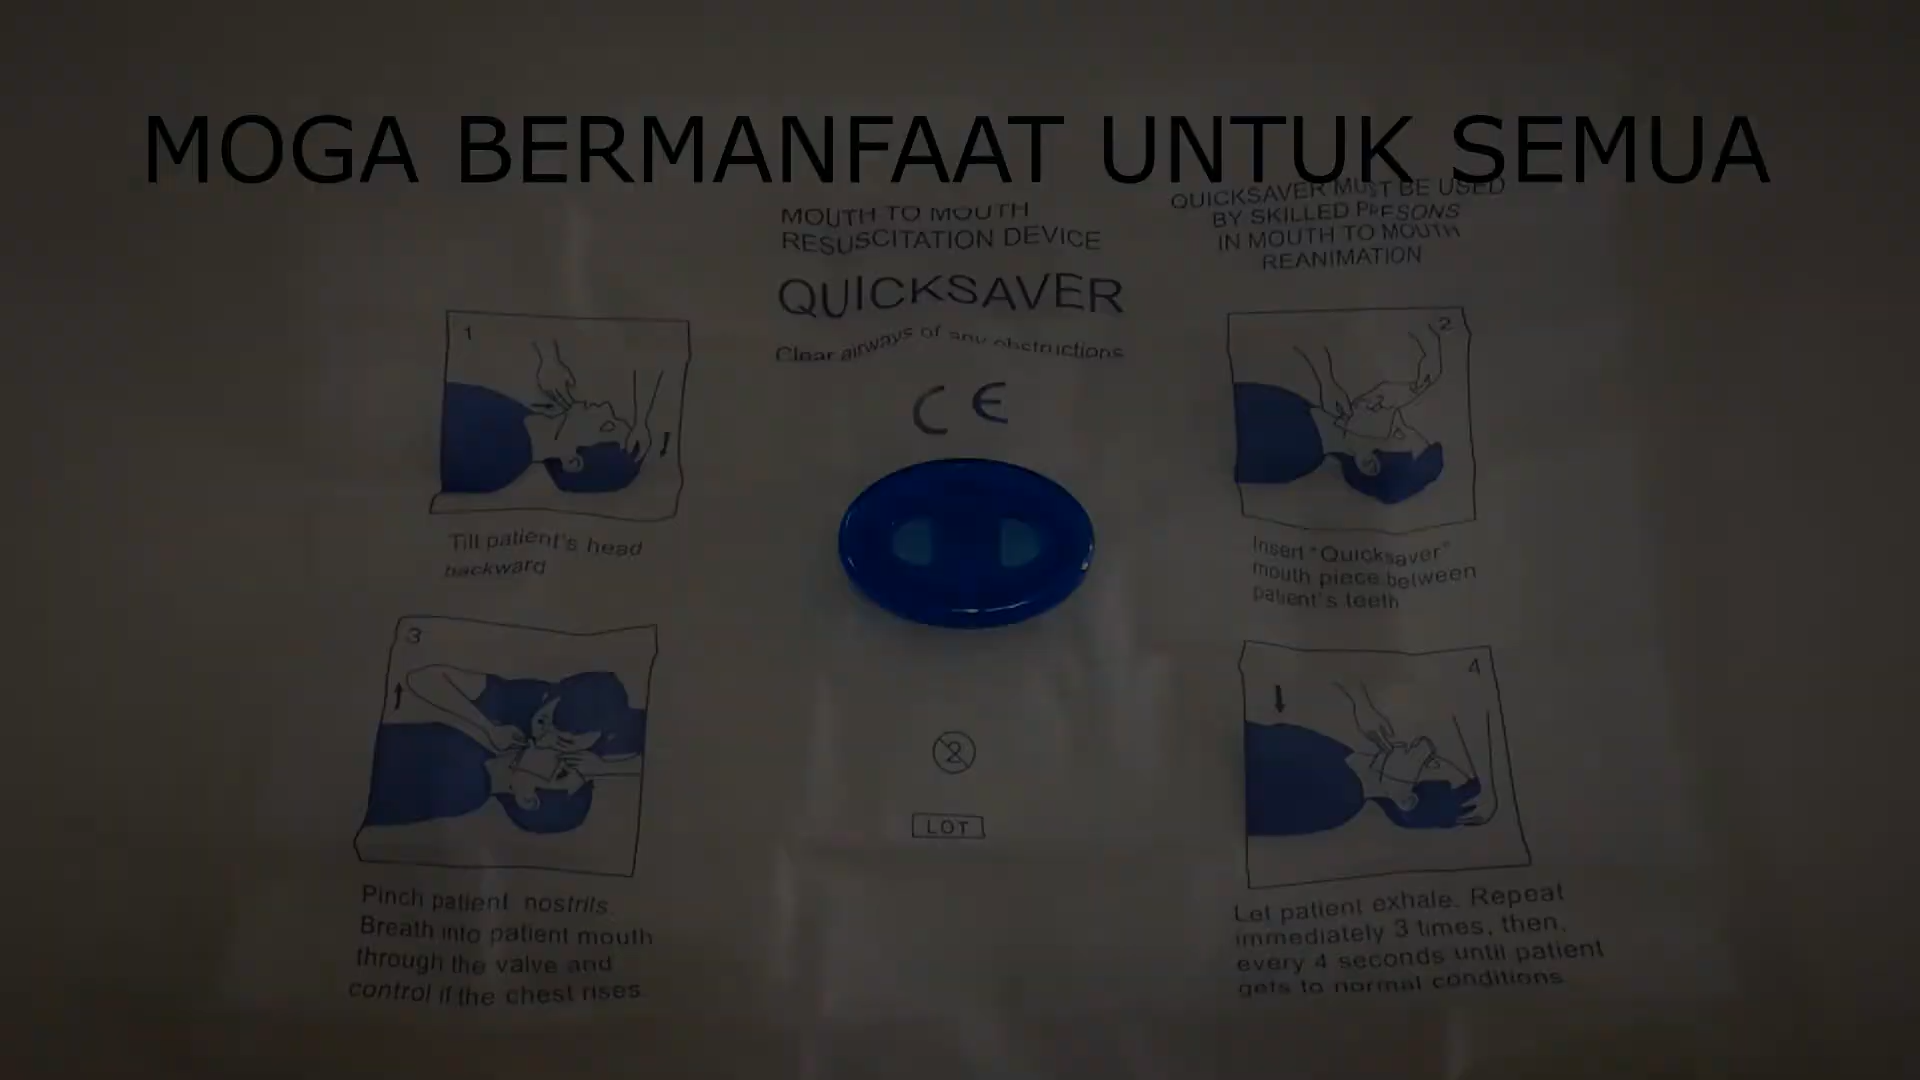 MOGA BERMANFAAT UNTUK SEMUA
MOUTH TO MOUTH
RESUSCITATION DEVICE
QUICKSAVER
Clear airways of any obstructions
CE
QUICKSAVER MUST BE USED
BY SKILLED PRESONS
IN MOUTH TO MOUTH
REANIMATION
1
Till patient's head
backward
2
Insert "Quicksaver"
mouth piece between
patient's teeth
3
Pinch patient nostrils.
Breath into patient mouth
through the valve and
control if the chest rises.
2
LOT
4
Let patient exhale. Repeat
immediately 3 times, then,
every 4 seconds until patient
gets to normal conditions